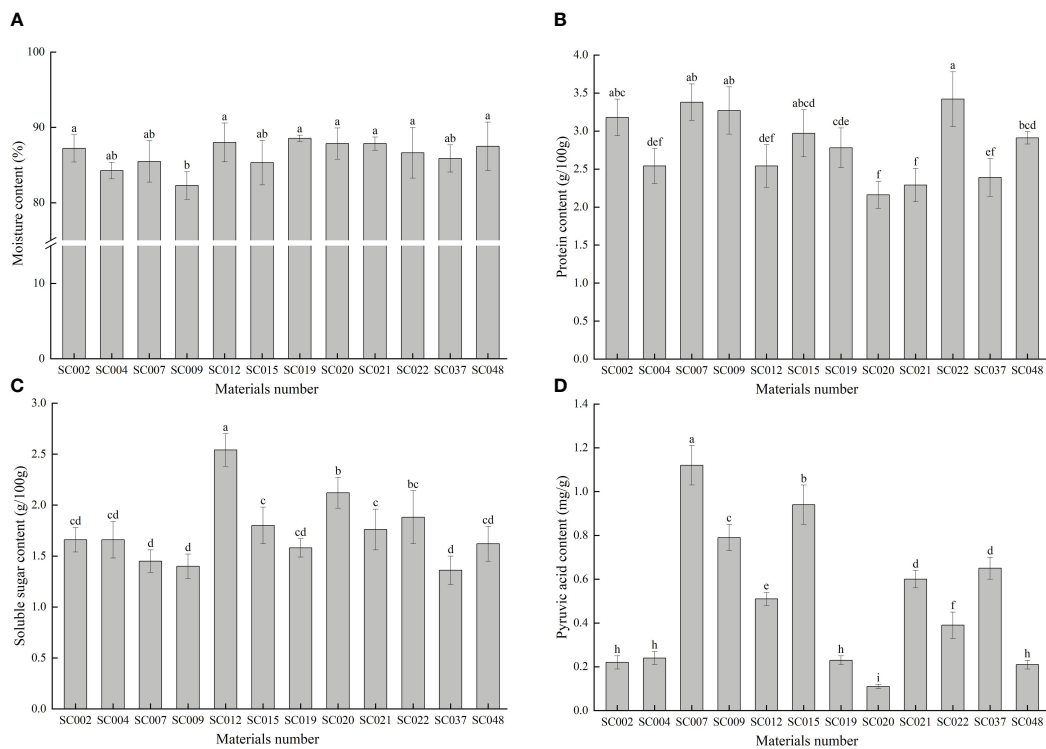 A
Moisture content (%)
100
90
80
10
0
a
ab
ab
b
a
ab
a
a
a
a
ab
a
SC002 SC004 SC007 SC009 SC012 SC015 SC019 SC020 SC021 SC022 SC037 SC048
Materials number
B
Protein content (g/100g)
4.0
3.5
3.0
2.5
2.0
1.5
1.0
0.5
0.0
abc
def
ab
ab
def
abcd
cde
f
f
a
ef
bcd
SC002 SC004 SC007 SC009 SC012 SC015 SC019 SC020 SC021 SC022 SC037 SC048
Materials number
C
Soluble sugar content (g/100g)
3.0
2.5
2.0
1.5
1.0
0.5
0.0
cd
cd
d
d
a
c
cd
b
c
bc
d
cd
SC002 SC004 SC007 SC009 SC012 SC015 SC019 SC020 SC021 SC022 SC037 SC048
Materials number
D
Pyruvic acid content (mg/g)
1.4
1.2
1.0
0.8
0.6
0.4
0.2
0.0
h
h
a
c
e
b
h
i
d
f
d
h
SC002 SC004 SC007 SC009 SC012 SC015 SC019 SC020 SC021 SC022 SC037 SC048
Materials number